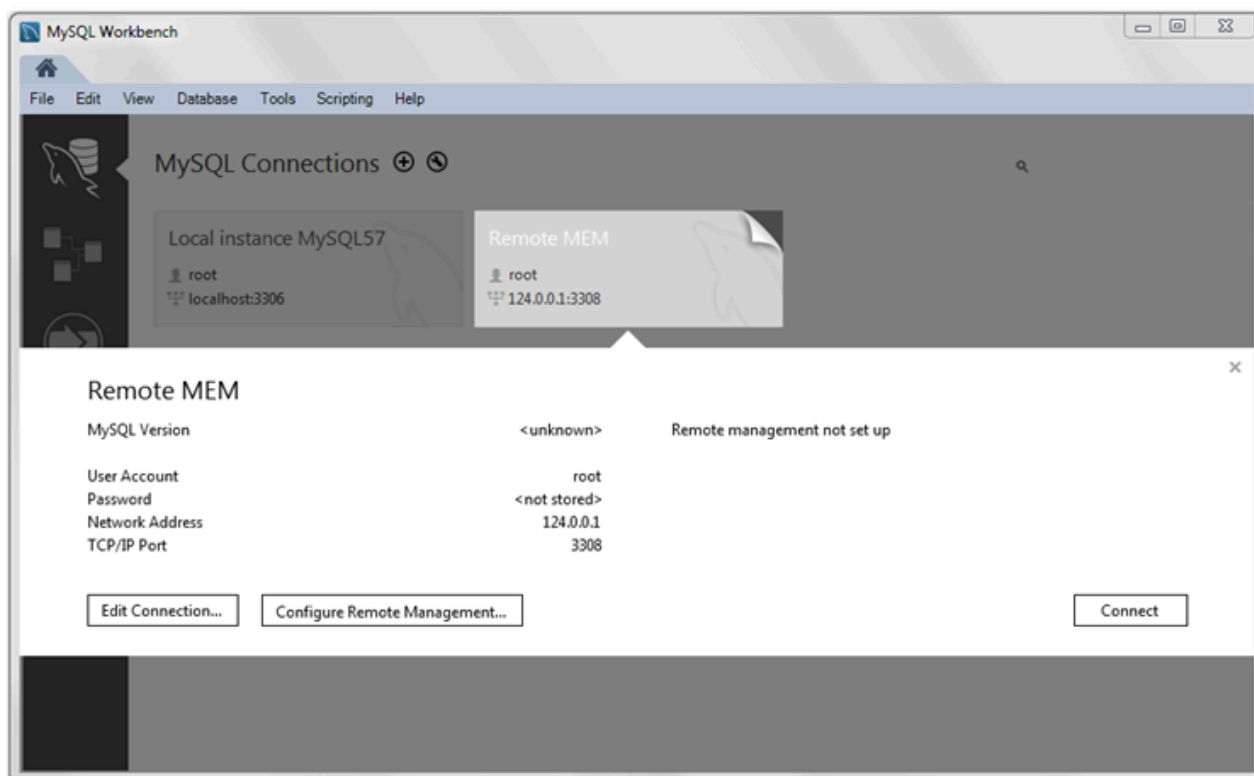 MySQL Workbench
File Edit View Database Tools Scripting Help
MySQL Connections
Local instance MySQL57
root
localhost:3306
Remote MEM
root
124.0.0.1:3308
Remote MEM
MySQL Version <unknown> Remote management not set up
User Account root
Password <not stored>
Network Address 124.0.0.1
TCP/IP Port 3308
Edit Connection... Configure Remote Management... Connect